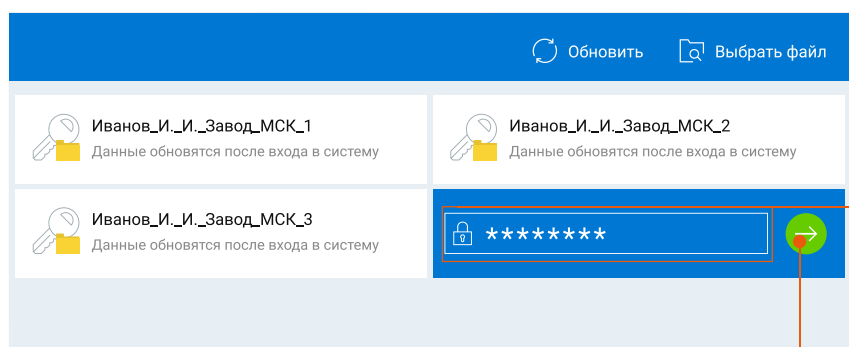 Обновить
Выбрать файл
Иванов_И._И._Завод_МСК_1
Данные обновятся после входа в систему
Иванов_И._И._Завод_МСК_2
Данные обновятся после входа в систему
Иванов_И._И._Завод_МСК_3
Данные обновятся после входа в систему
********